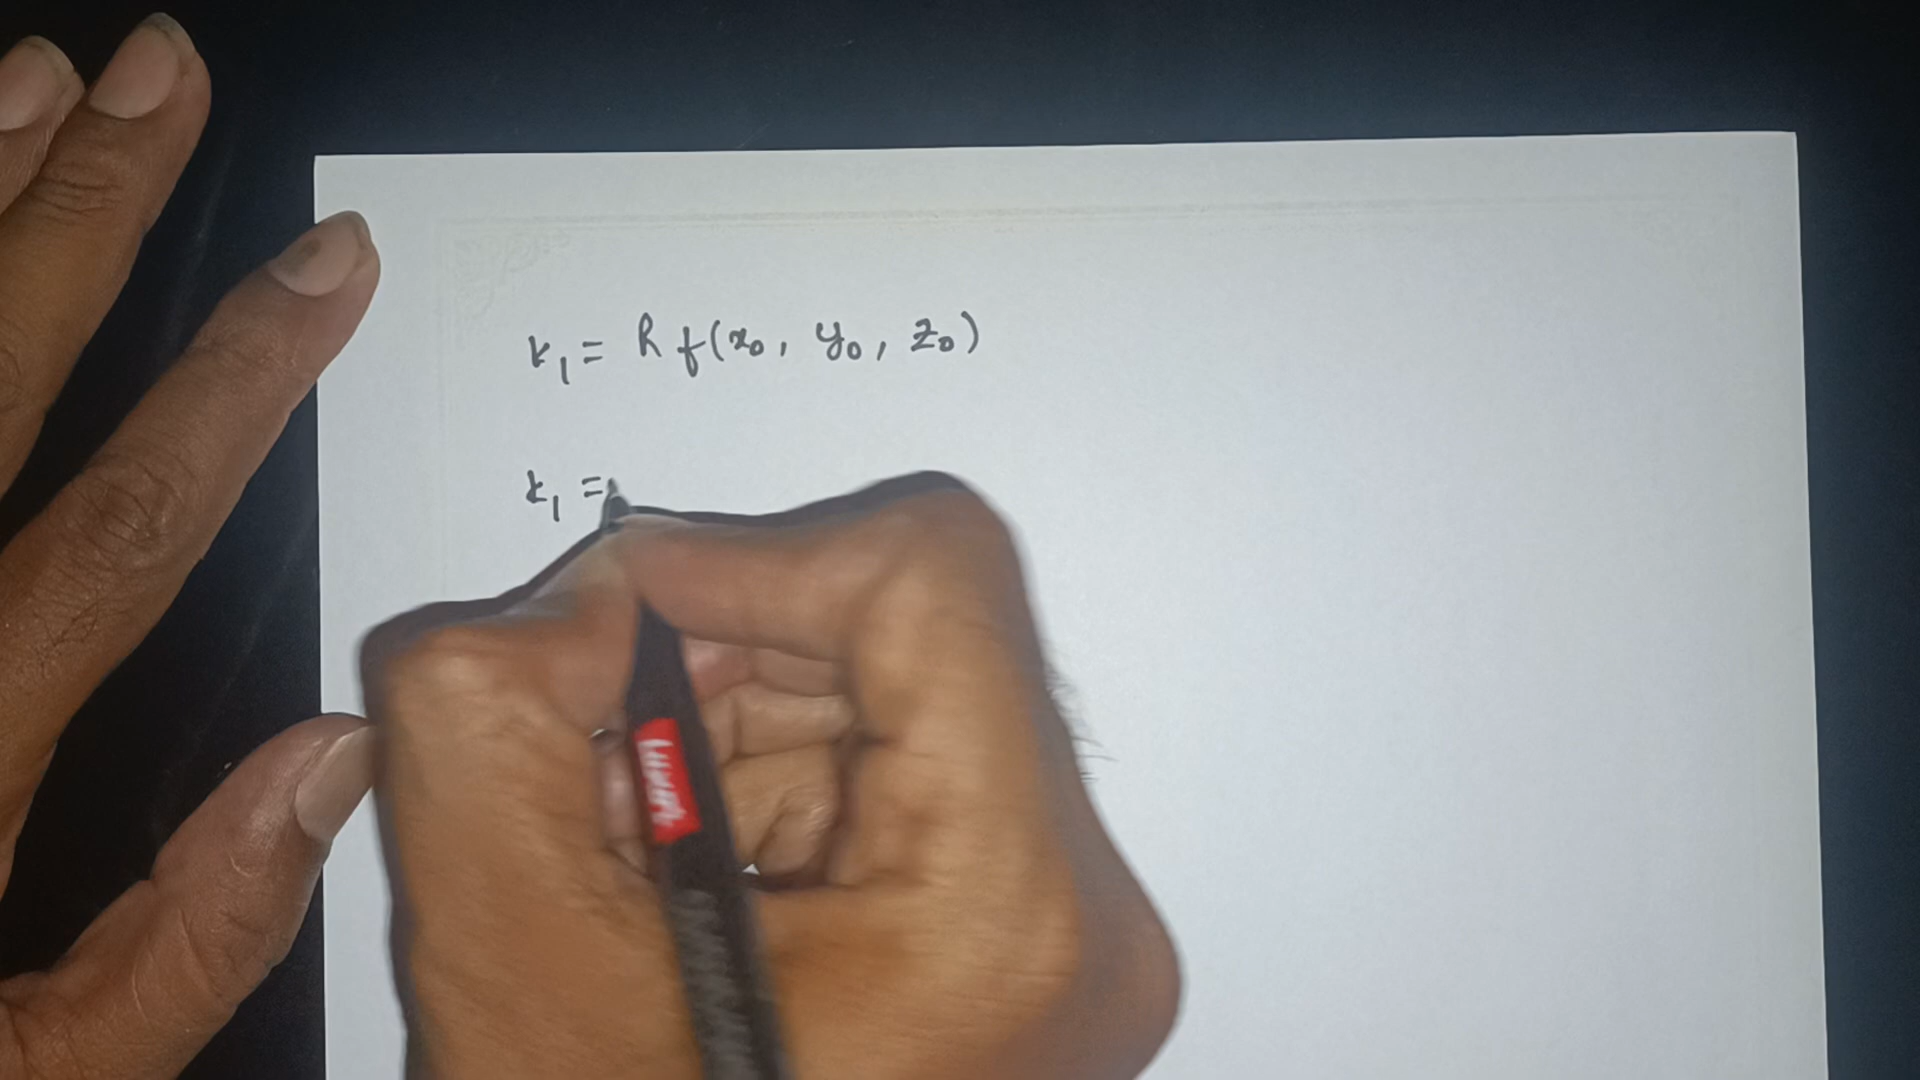 k₁ = h f(x₀, y₀, z₀)
k₁ =